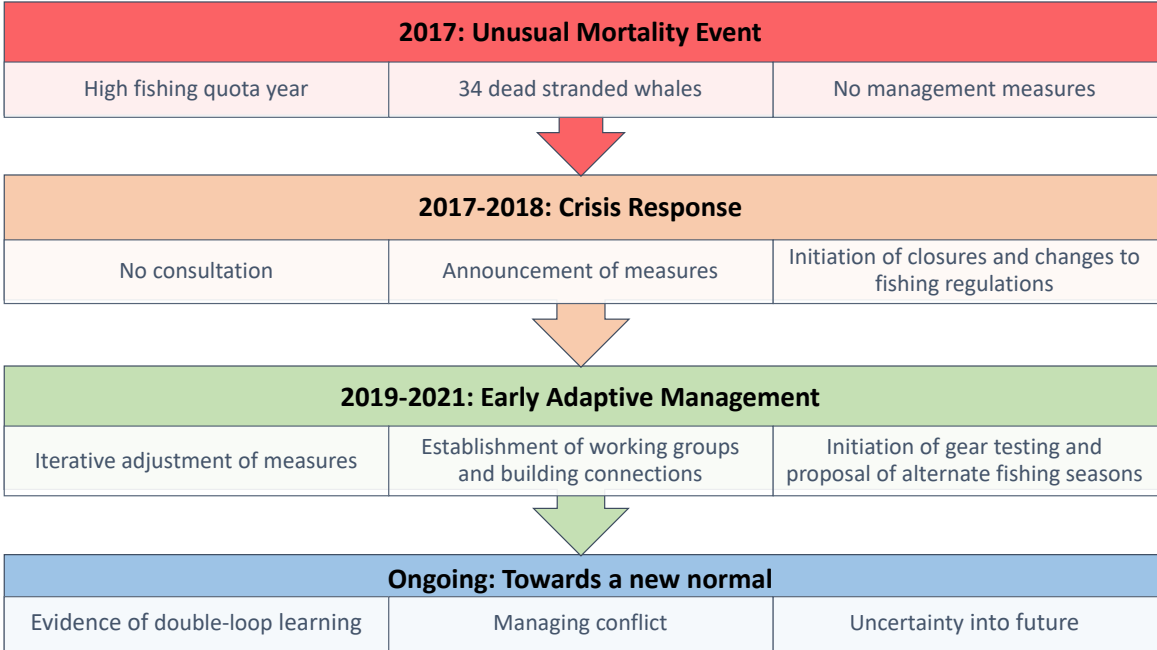 2017: Unusual Mortality Event
High fishing quota year
34 dead stranded whales
No management measures
2017-2018: Crisis Response
No consultation
Announcement of measures
Initiation of closures and changes to
fishing regulations
2019-2021: Early Adaptive Management
Iterative adjustment of measures
Establishment of working groups
and building connections
Initiation of gear testing and
proposal of alternate fishing seasons
Ongoing: Towards a new normal
Evidence of double-loop learning
Managing conflict
Uncertainty into future